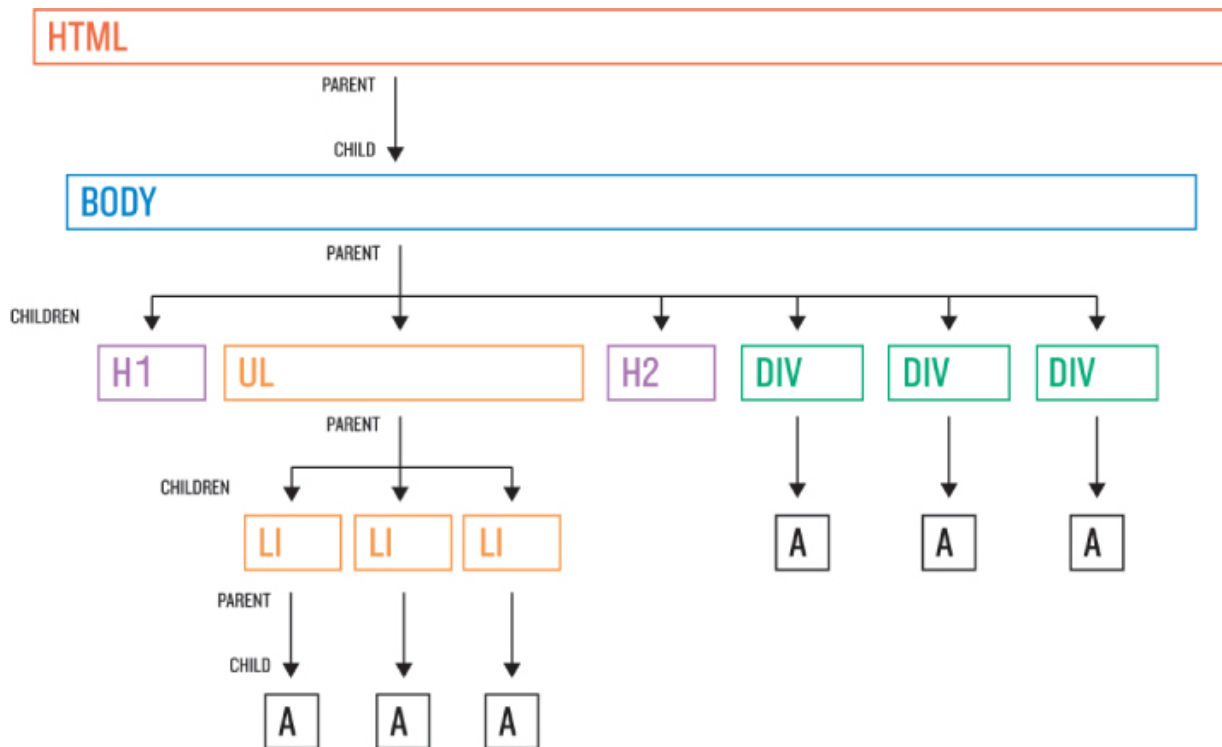 HTML
PARENT
CHILD
BODY
PARENT
CHILDREN
H1 UL H2 DIV DIV DIV
PARENT
CHILDREN
LI LI LI A A A
PARENT
CHILD
A A A